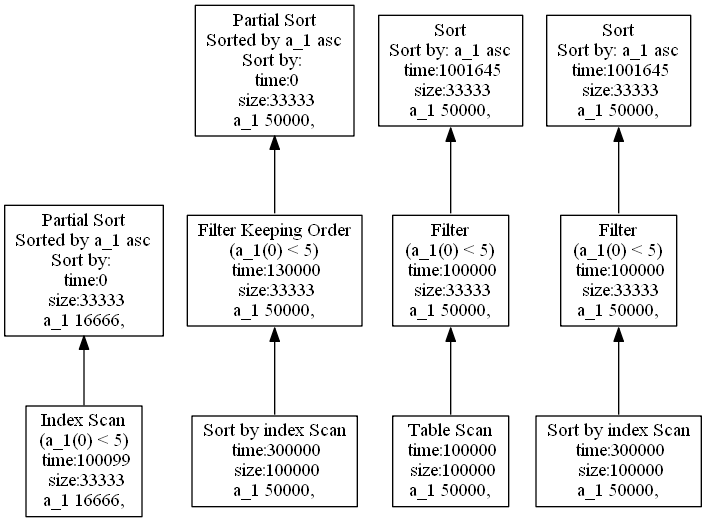 Partial Sort
Sorted by a_1 asc
Sort by:
time:0
size:33333
a_1 16666,
Index Scan
(a_1(0) < 5)
time:100099
size:33333
a_1 16666,
Partial Sort
Sorted by a_1 asc
Sort by:
time:0
size:33333
a_1 50000,
Filter Keeping Order
(a_1(0) < 5)
time:130000
size:33333
a_1 50000,
Sort by index Scan
time:300000
size:100000
a_1 50000,
Sort
Sort by: a_1 asc
time:1001645
size:33333
a_1 50000,
Filter
(a_1(0) < 5)
time:100000
size:33333
a_1 50000,
Table Scan
time:100000
size:100000
a_1 50000,
Sort
Sort by: a_1 asc
time:1001645
size:33333
a_1 50000,
Filter
(a_1(0) < 5)
time:100000
size:33333
a_1 50000,
Sort by index Scan
time:300000
size:100000
a_1 50000,